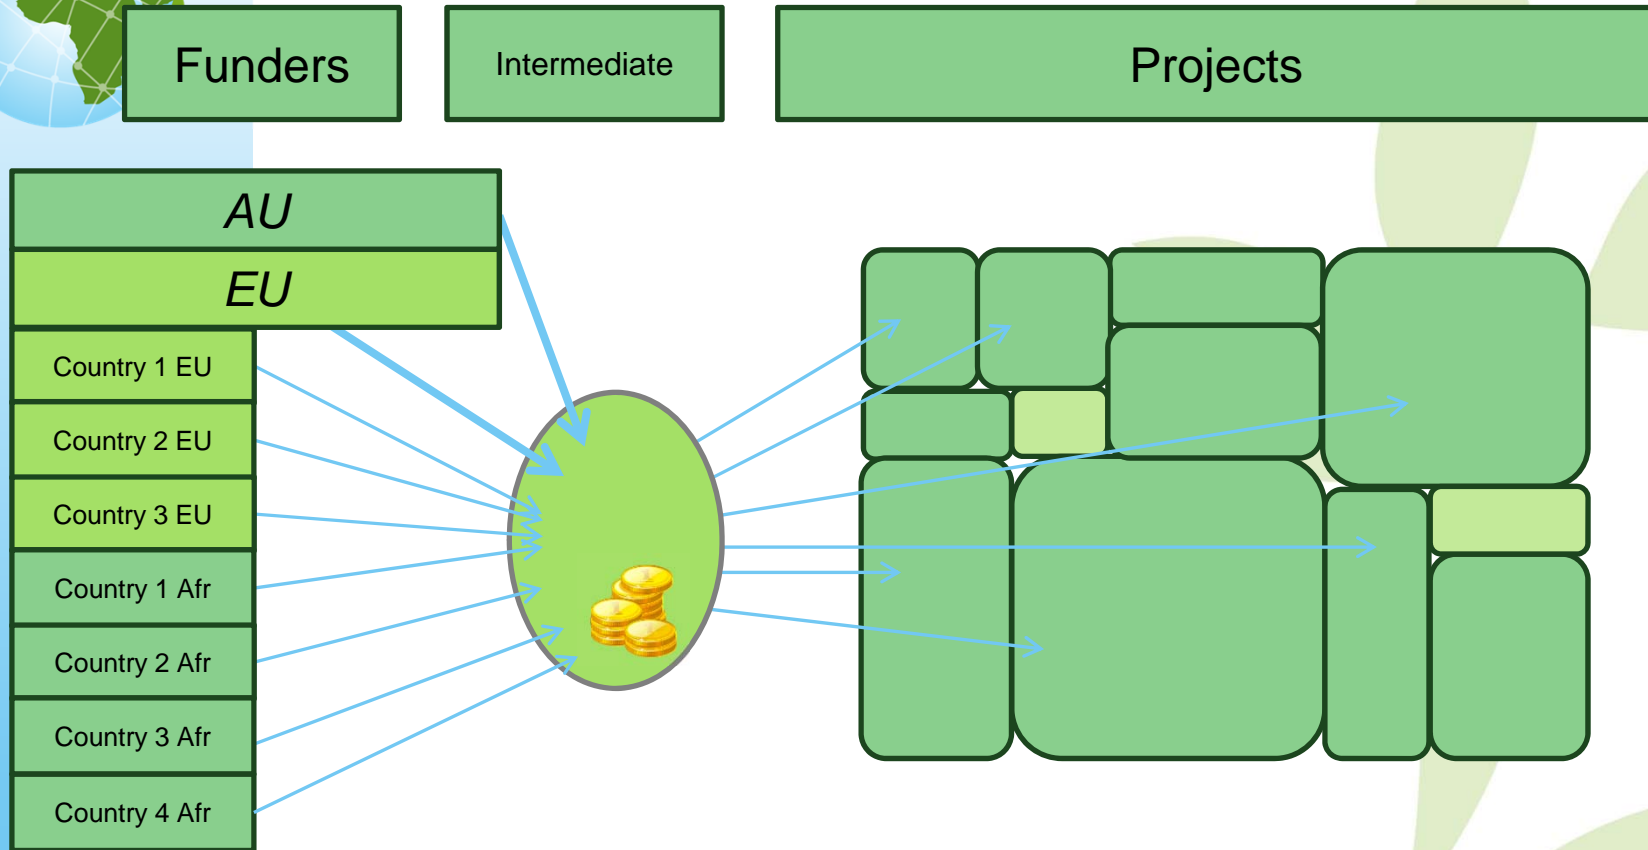 Funders
Intermediate
Projects
AU
EU
Country 1 EU
Country 2 EU
Country 3 EU
Country 1 Afr
Country 2 Afr
Country 3 Afr
Country 4 Afr